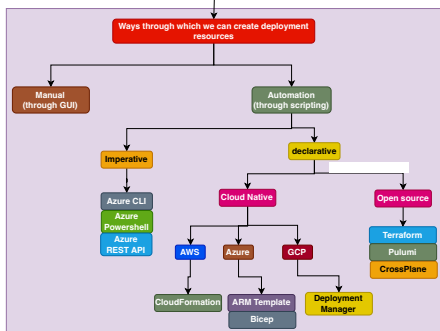 Ways through which we can create deployment
resources
Manual
(through GUI)
Automation
(through scripting)
Imperative
declarative
Azure CLI
Azure
Powershell
Azure
REST API
Cloud Native
Open source
AWS
Azure
GCP
Terraform
Pulumi
CrossPlane
CloudFormation
ARM Template
Bicep
Deployment
Manager